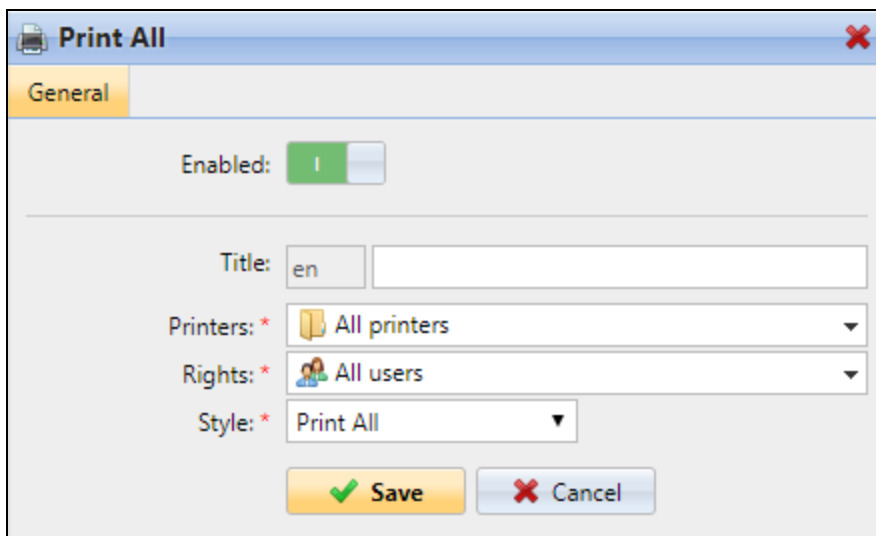 Print All
General
Enabled: I
Title: en
Printers: * All printers
Rights: * All users
Style: * Print All
Save Cancel